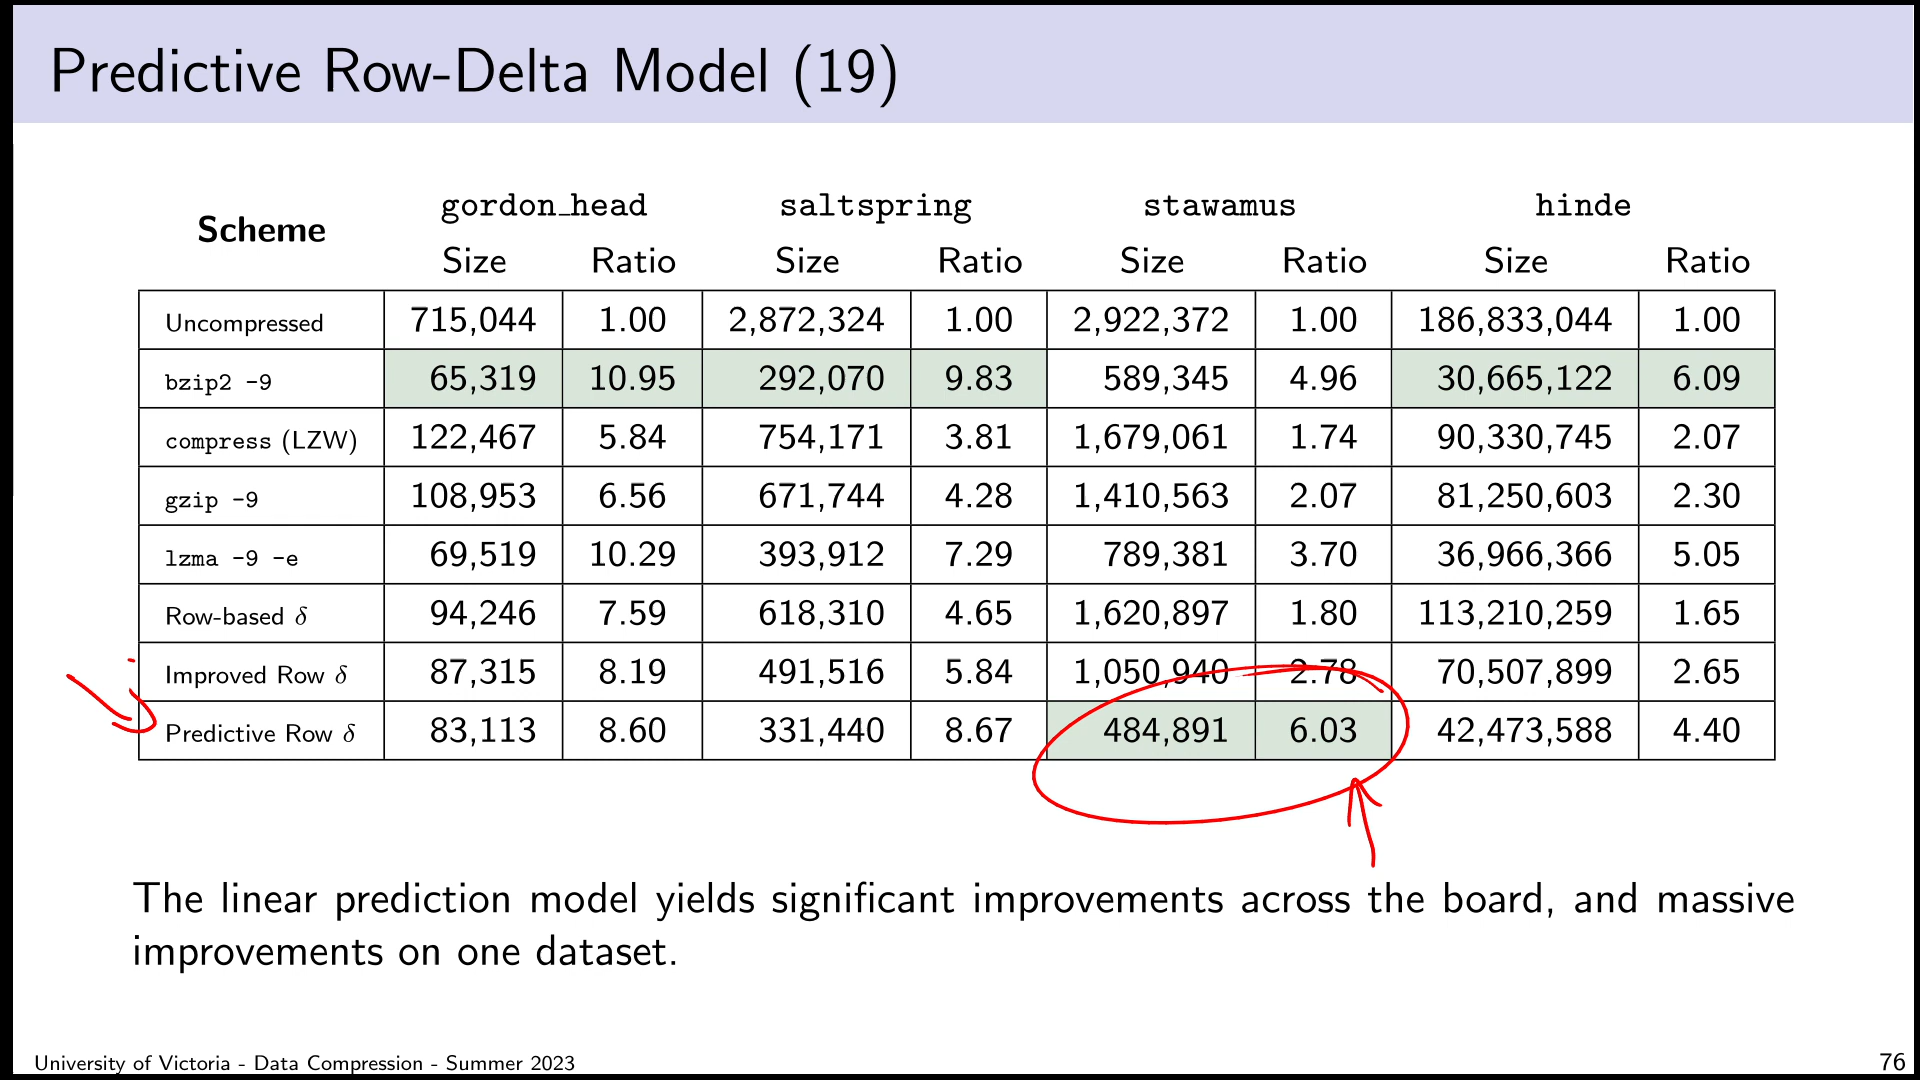 Predictive Row-Delta Model (19)
Scheme gordon_head saltspring stawamus hinde
Size Ratio Size Ratio Size Ratio Size Ratio
Uncompressed 715,044 1.00 2,872,324 1.00 2,922,372 1.00 186,833,044 1.00
bzip2 -9 65,319 10.95 292,070 9.83 589,345 4.96 30,665,122 6.09
compress (LZW) 122,467 5.84 754,171 3.81 1,679,061 1.74 90,330,745 2.07
gzip -9 108,953 6.56 671,744 4.28 1,410,563 2.07 81,250,603 2.30
lzma -9 -e 69,519 10.29 393,912 7.29 789,381 3.70 36,966,366 5.05
Row-based δ 94,246 7.59 618,310 4.65 1,620,897 1.80 113,210,259 1.65
Improved Row δ 87,315 8.19 491,516 5.84 1,050,940 2.78 70,507,899 2.65
Predictive Row δ 83,113 8.60 331,440 8.67 484,891 6.03 42,473,588 4.40
The linear prediction model yields significant improvements across the board, and massive
improvements on one dataset.
University of Victoria - Data Compression - Summer 2023 76